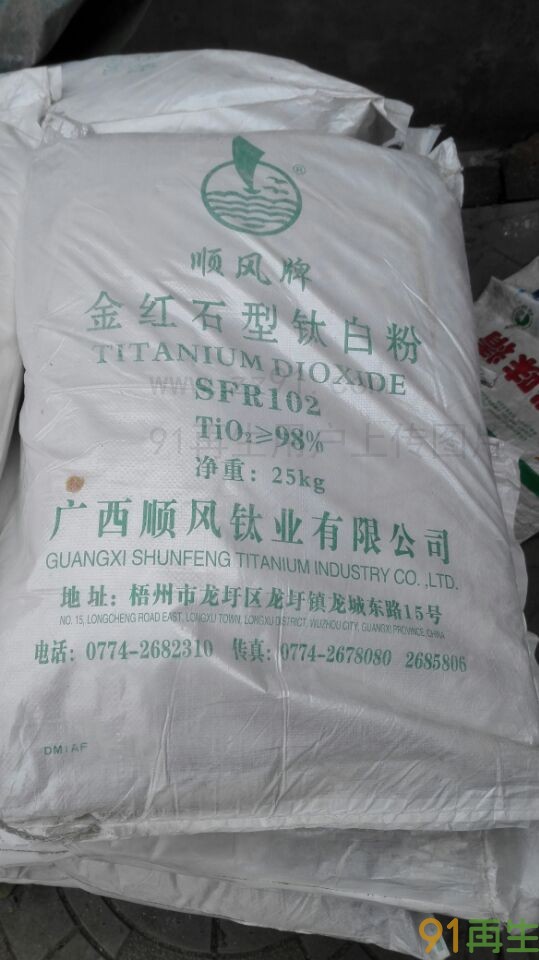 ®
顺风牌
金红石型钛白粉
TITANIUM DIOXIDE
SFR102
TiO₂≥98%
净重：25kg
广西顺风钛业有限公司
GUANGXI SHUNFENG TITANIUM INDUSTRY CO.,LTD.
地址：梧州市龙圩区龙圩镇龙城东路15号
NO. 15, LONGCHENG ROAD EAST, LONGXU TOWN, LONGXU DISTRICT, WUZHOU CITY, GUANGXI PROVINCE, CHINA
电话：0774-2682310 传真：0774-2678080 2685806
DM1AF
味精
91再生